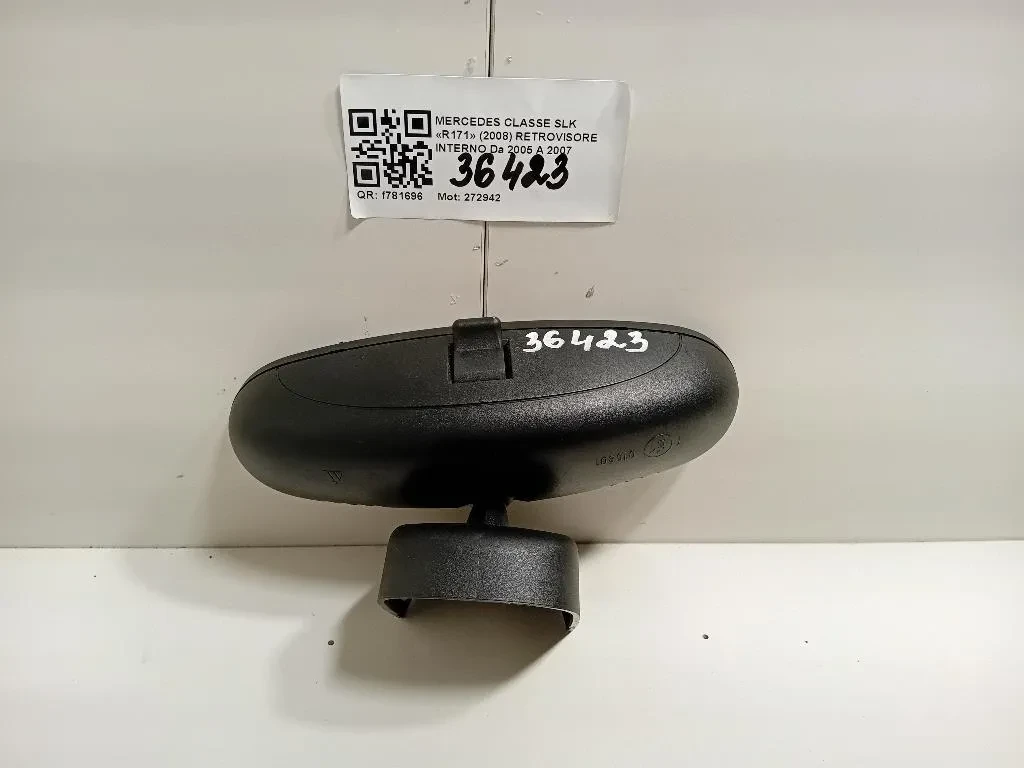 MERCEDES CLASSE SLK
«R171» (2008) RETROVISORE
INTERNO Da 2005 A 2007
36423
QR: f781696 Mot: 272942
36423